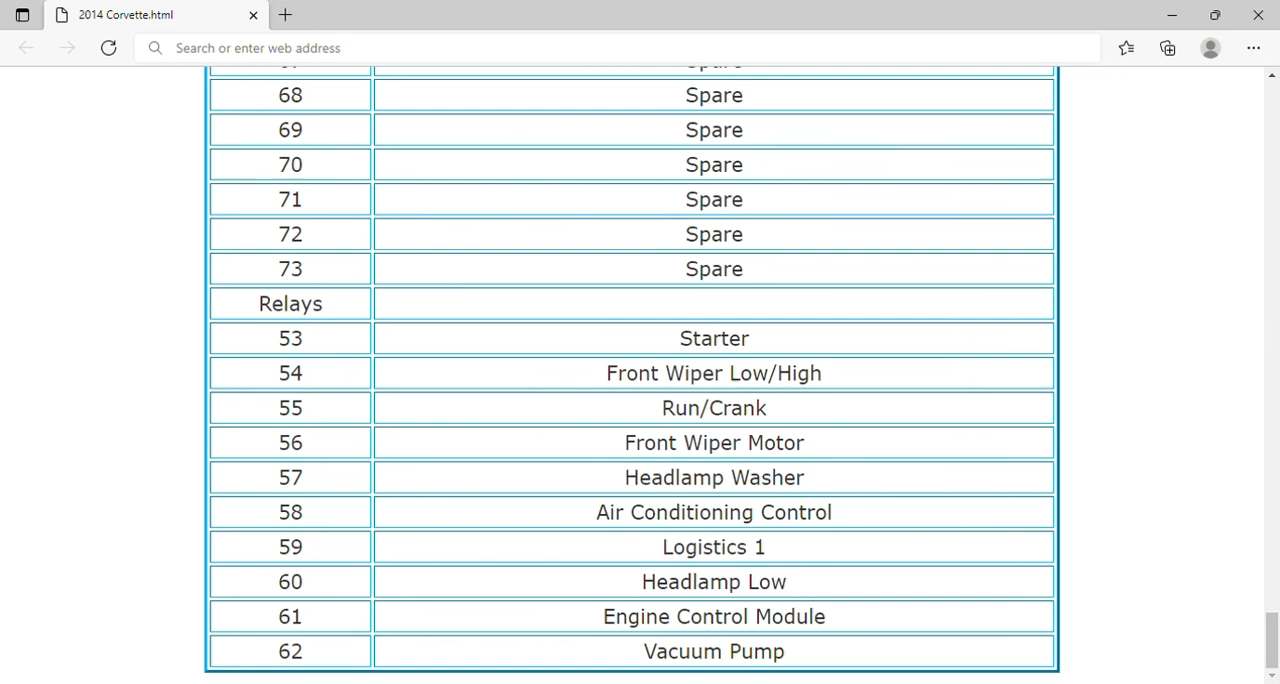 2014 Corvette.html
Search or enter web address
68 Spare
69 Spare
70 Spare
71 Spare
72 Spare
73 Spare
Relays
53 Starter
54 Front Wiper Low/High
55 Run/Crank
56 Front Wiper Motor
57 Headlamp Washer
58 Air Conditioning Control
59 Logistics 1
60 Headlamp Low
61 Engine Control Module
62 Vacuum Pump